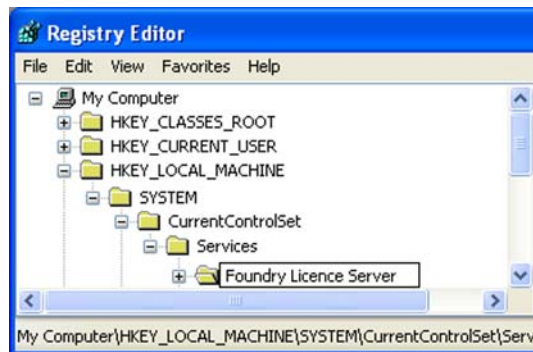 Registry Editor
File Edit View Favorites Help
My Computer
HKEY_CLASSES_ROOT
HKEY_CURRENT_USER
HKEY_LOCAL_MACHINE
SYSTEM
CurrentControlSet
Services
Foundry Licence Server
My Computer\HKEY_LOCAL_MACHINE\SYSTEM\CurrentControlSet\Serv